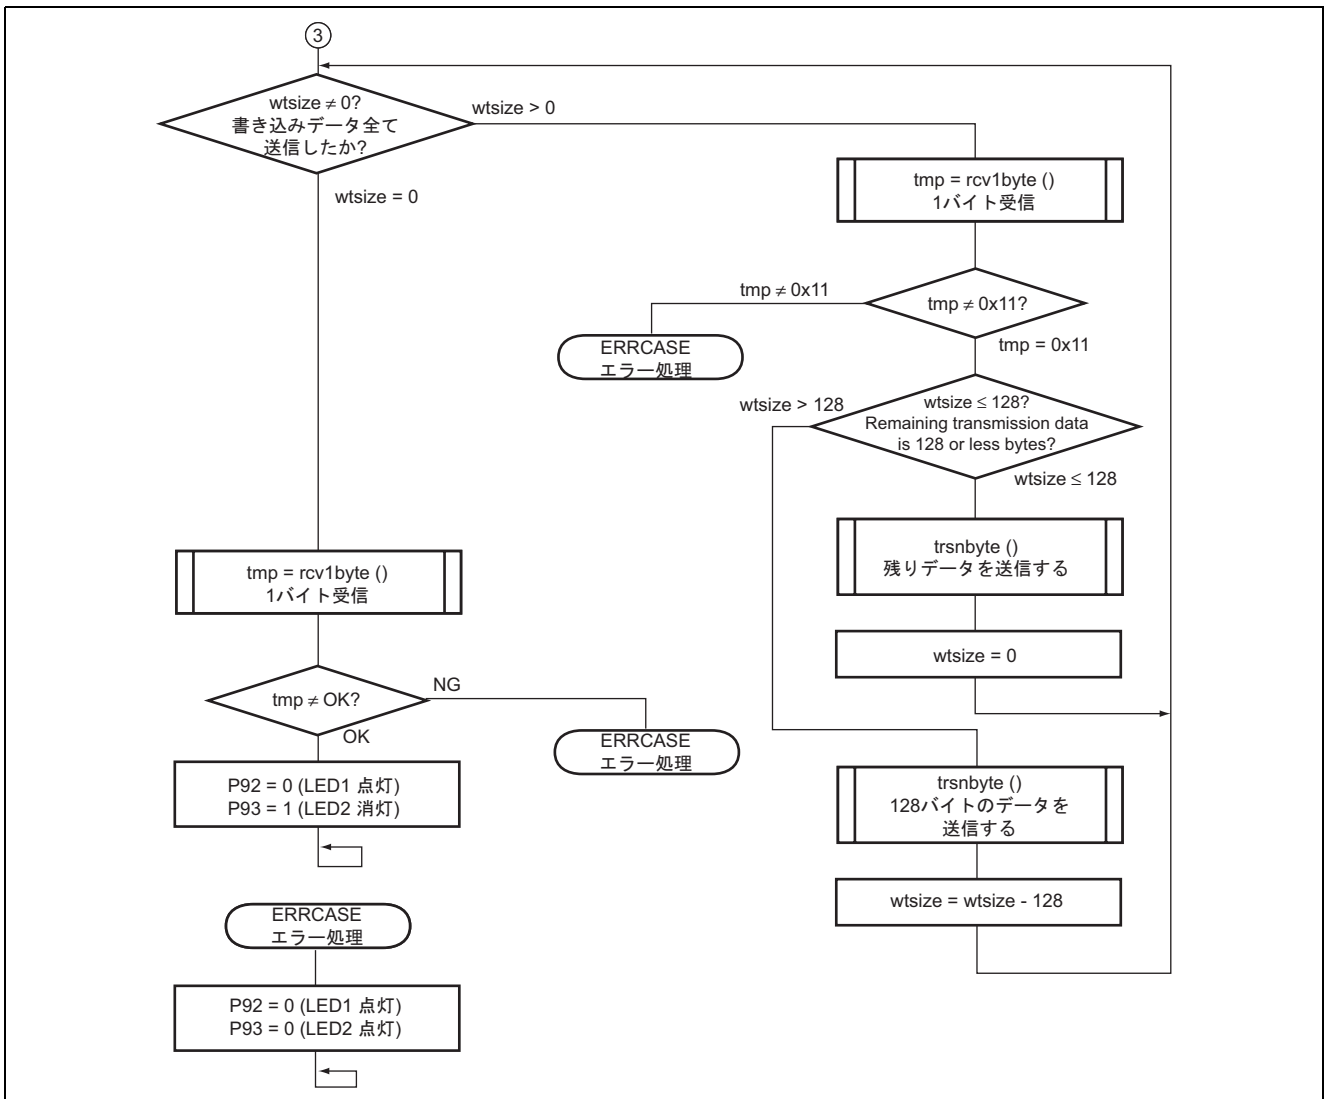 3
wtsize ≠ 0?
書き込みデータ全て
送信したか?
wtsize > 0
wtsize = 0
tmp = rcv1byte ()
1バイト受信
tmp ≠ 0x11
tmp ≠ 0x11?
tmp = 0x11
ERRCASE
エラー処理
wtsize > 128
wtsize ≤ 128?
Remaining transmission data
is 128 or less bytes?
wtsize ≤ 128
trsnbyte ()
残りデータを送信する
wtsize = 0
tmp = rcv1byte ()
1バイト受信
tmp ≠ OK?
NG
OK
ERRCASE
エラー処理
P92 = 0 (LED1 点灯)
P93 = 1 (LED2 消灯)
trsnbyte ()
128バイトのデータを
送信する
wtsize = wtsize - 128
ERRCASE
エラー処理
P92 = 0 (LED1 点灯)
P93 = 0 (LED2 点灯)